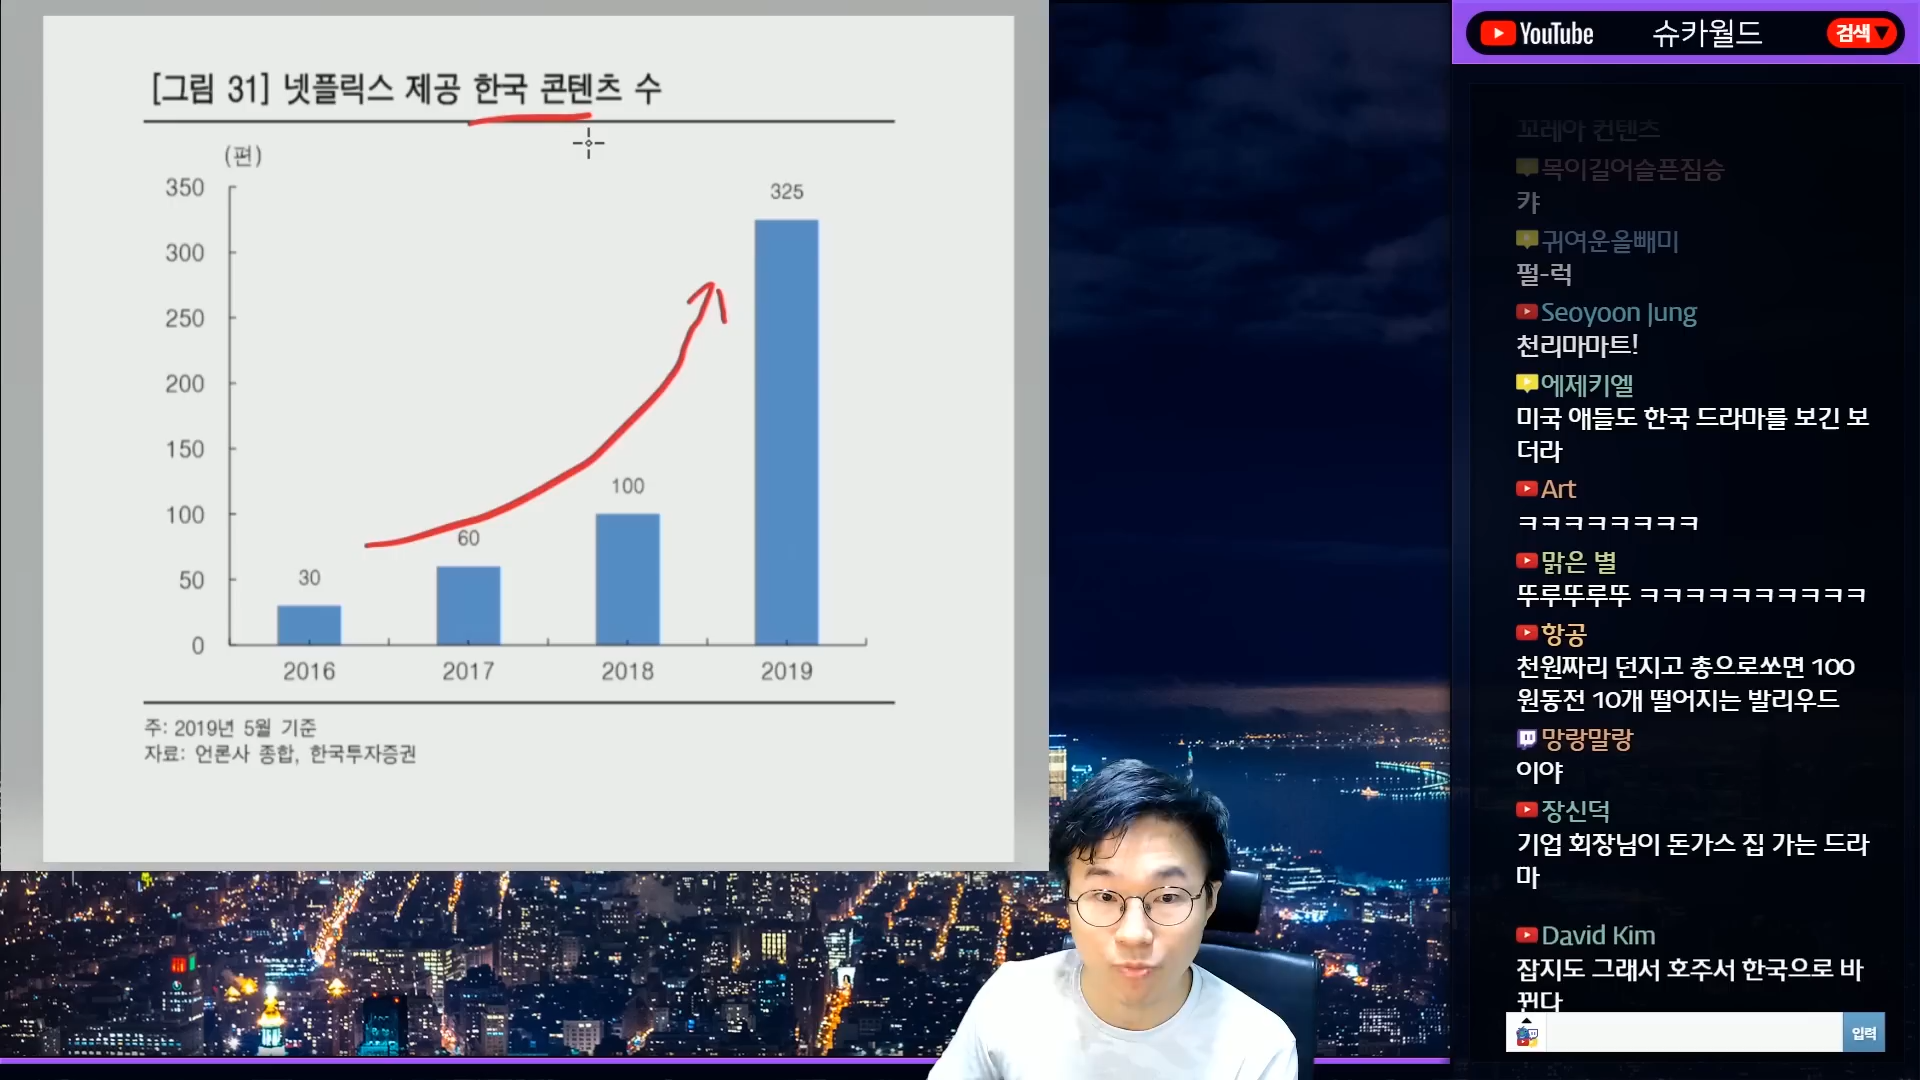 [그림 31] 넷플릭스 제공 한국 콘텐츠 수
(편)
350
300
250
200
150
100
50
0
30
60
100
325
2016
2017
2018
2019
주: 2019년 5월 기준
자료: 언론사 종합, 한국투자증권
YouTube 슈카월드 검색▼
꼬레아 컨텐츠
목이길어슬픈짐승
캬
귀여운올빼미
펄-럭
Seoyoon Jung
천리마마트!
에제키엘
미국 애들도 한국 드라마를 보긴 보
더라
Art
ㅋㅋㅋㅋㅋㅋㅋㅋ
맑은 별
뚜루뚜루뚜 ㅋㅋㅋㅋㅋㅋㅋㅋㅋㅋ
항공
천원짜리 던지고 총으로쏘면 100
원동전 10개 떨어지는 발리우드
망랑말랑
이야
장신덕
기업 회장님이 돈가스 집 가는 드라
마
David Kim
잡지도 그래서 호주서 한국으로 바
뀐다
입력